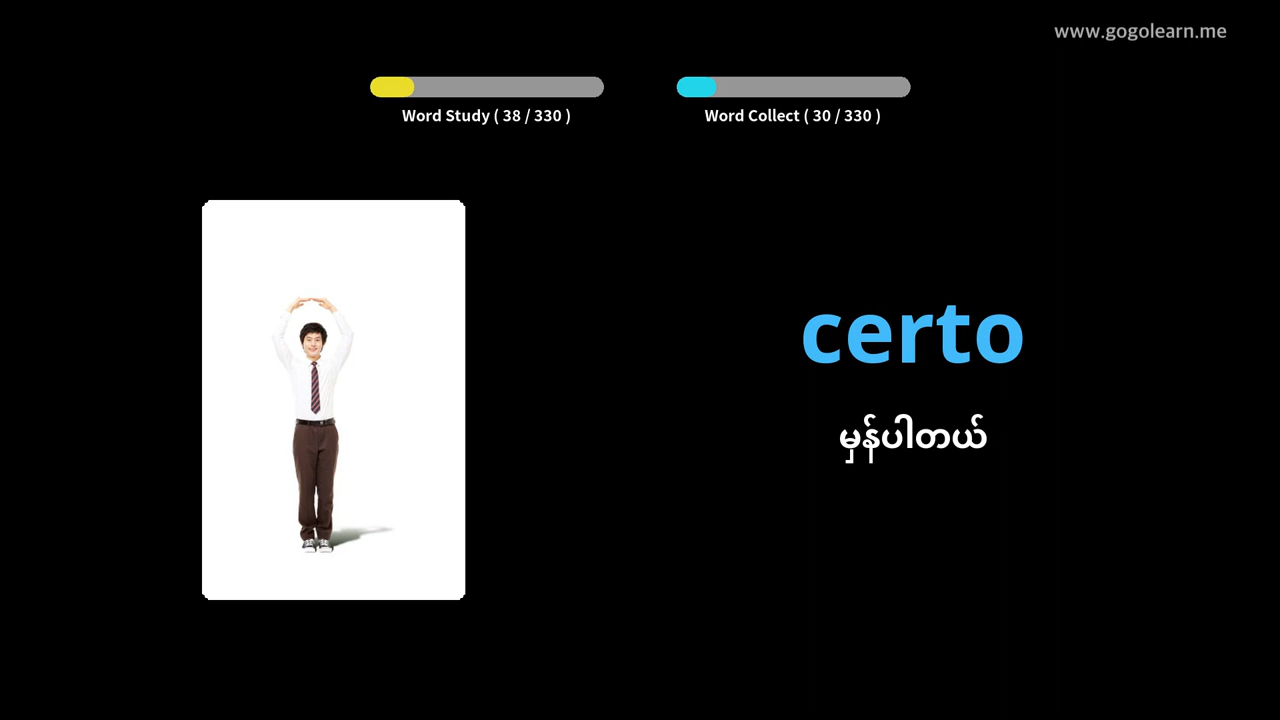 www.gogolearn.me
Word Study ( 38 / 330 )
Word Collect ( 30 / 330 )
certo
မှန်ပါတယ်